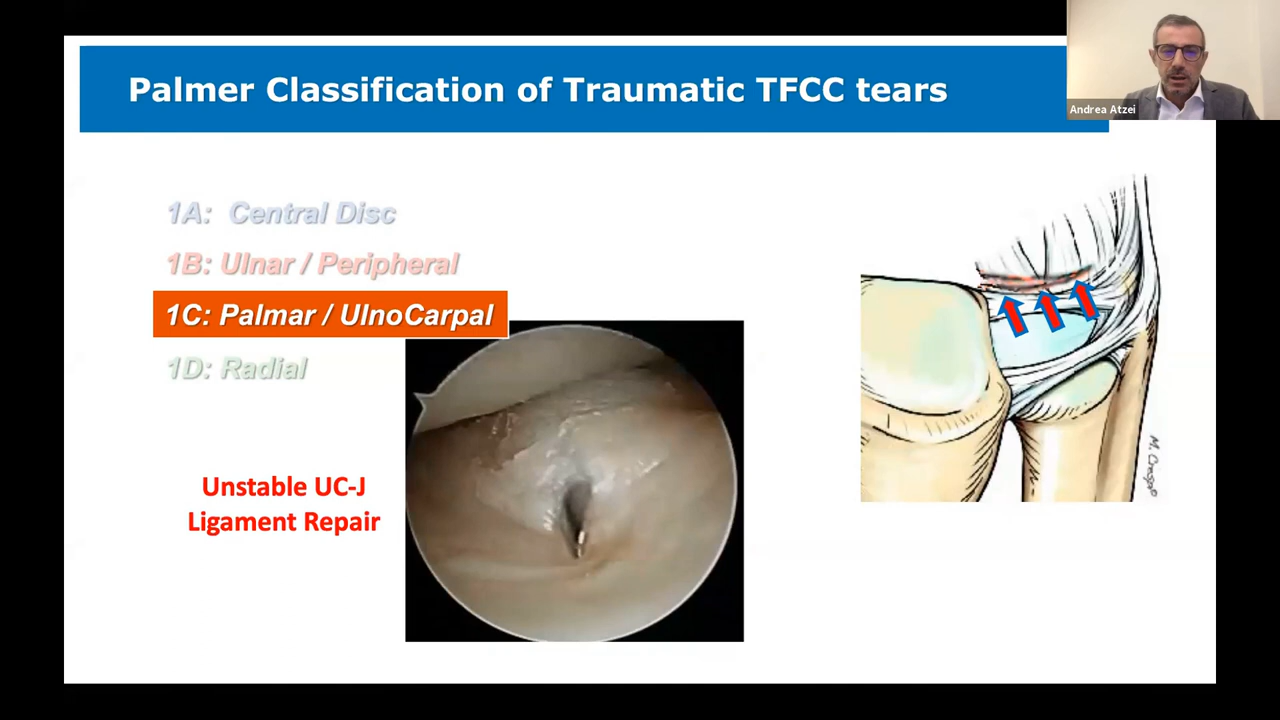 Palmer Classification of Traumatic TFCC tears
Andrea Atzei
1A: Central Disc
1B: Ulnar / Peripheral
1C: Palmar / UlnoCarpal
1D: Radial
Unstable UC-J
Ligament Repair
M. Crespi©